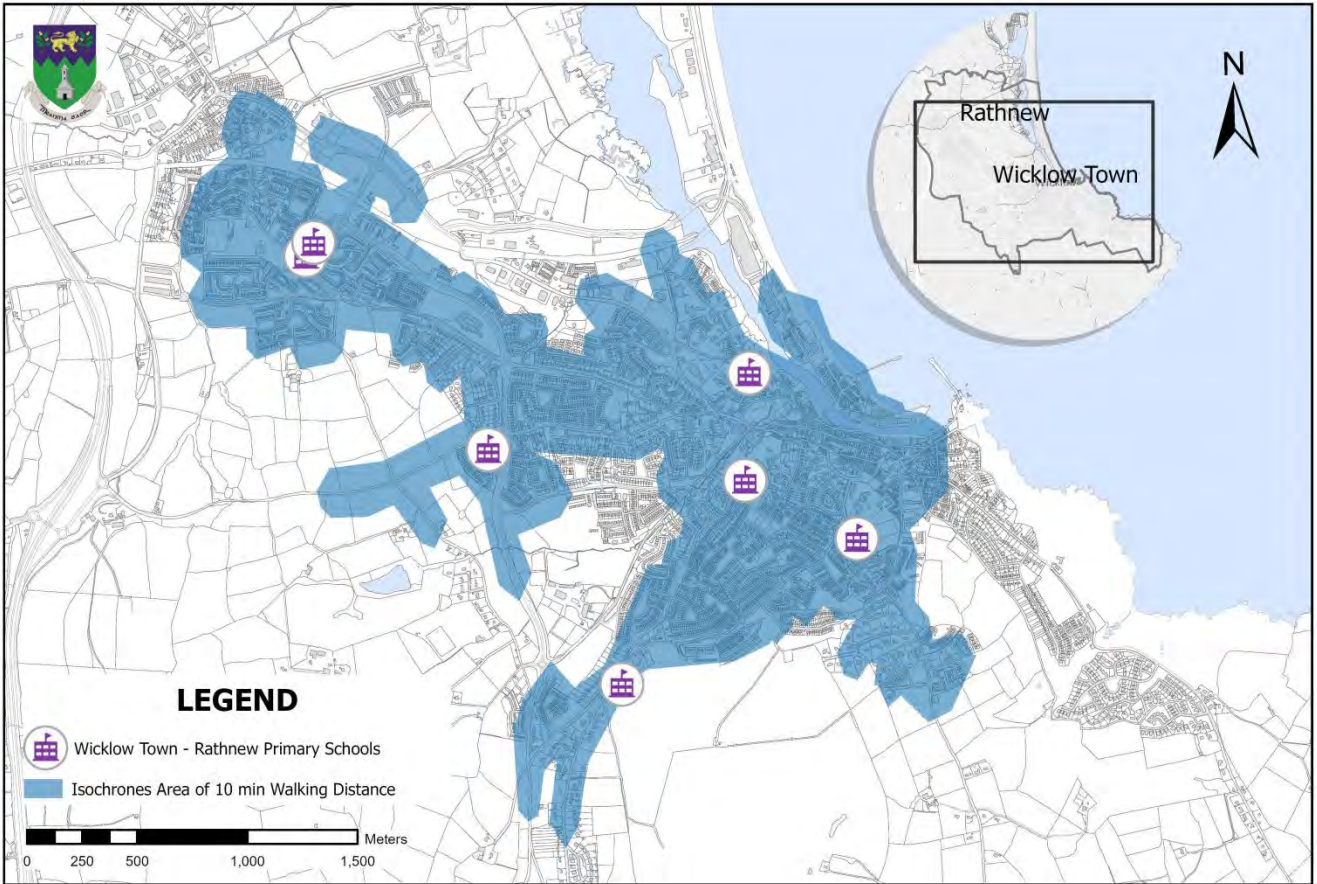 N
Rathnew
Wicklow Town
LEGEND
Wicklow Town - Rathnew Primary Schools
Isochrones Area of 10 min Walking Distance
Meters
0 250 500 1,000 1,500